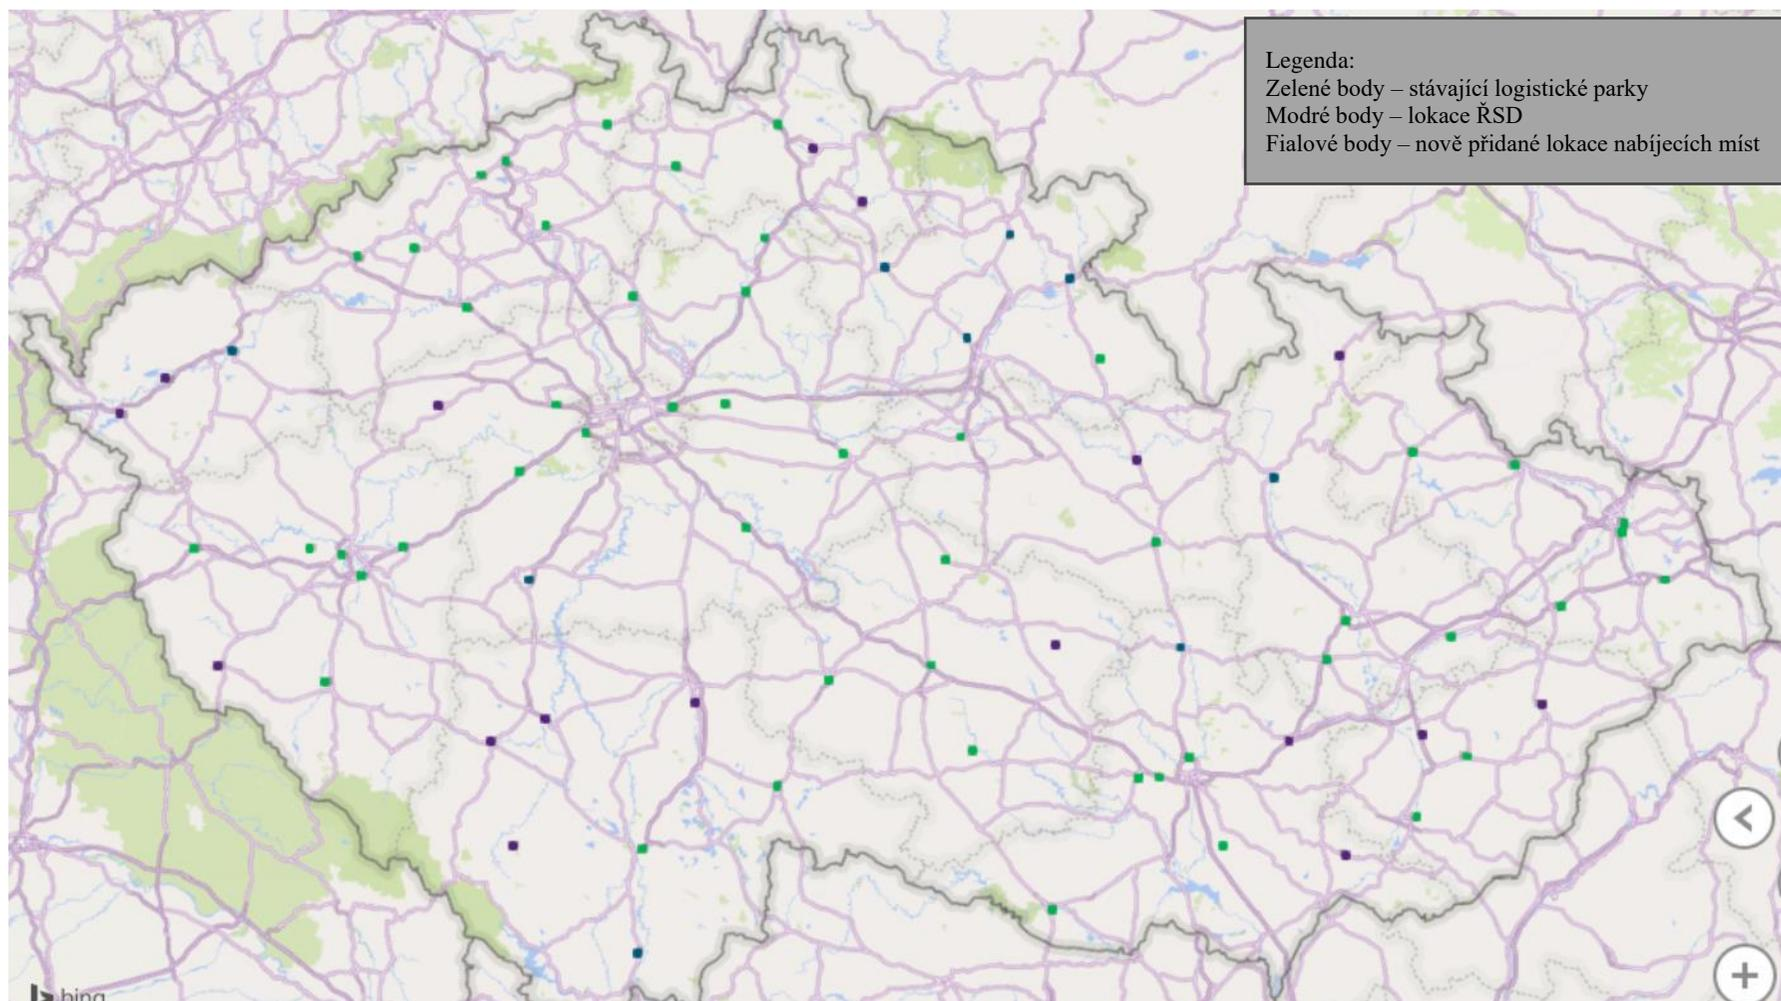 Legenda:
Zelené body – stávající logistické parky
Modré body – lokace ŘSD
Fialové body – nově přidané lokace nabíjecích míst
bing